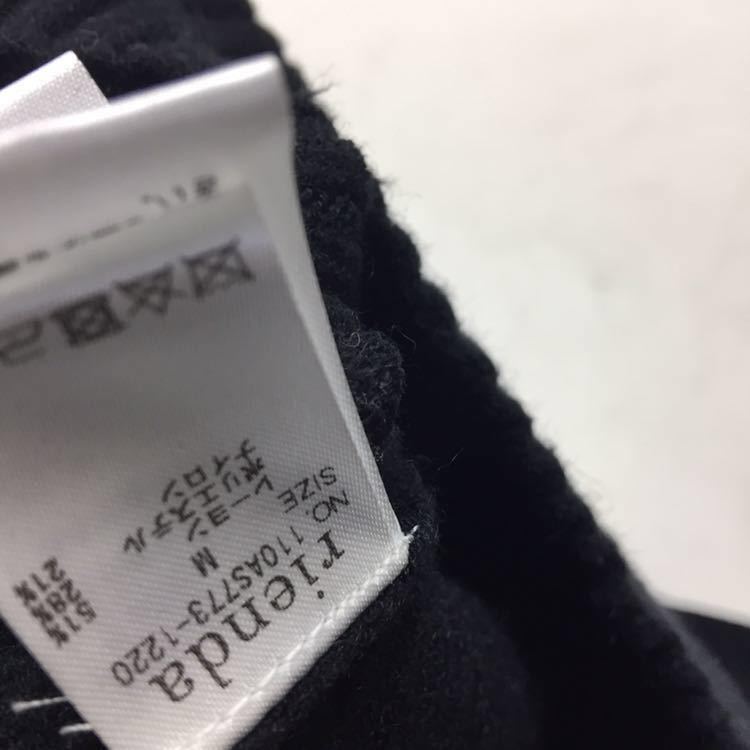 rienda
NO. 110AS773-1220
SIZE M
レーヨン 51%
ポリエステル 28%
ナイロン 21%